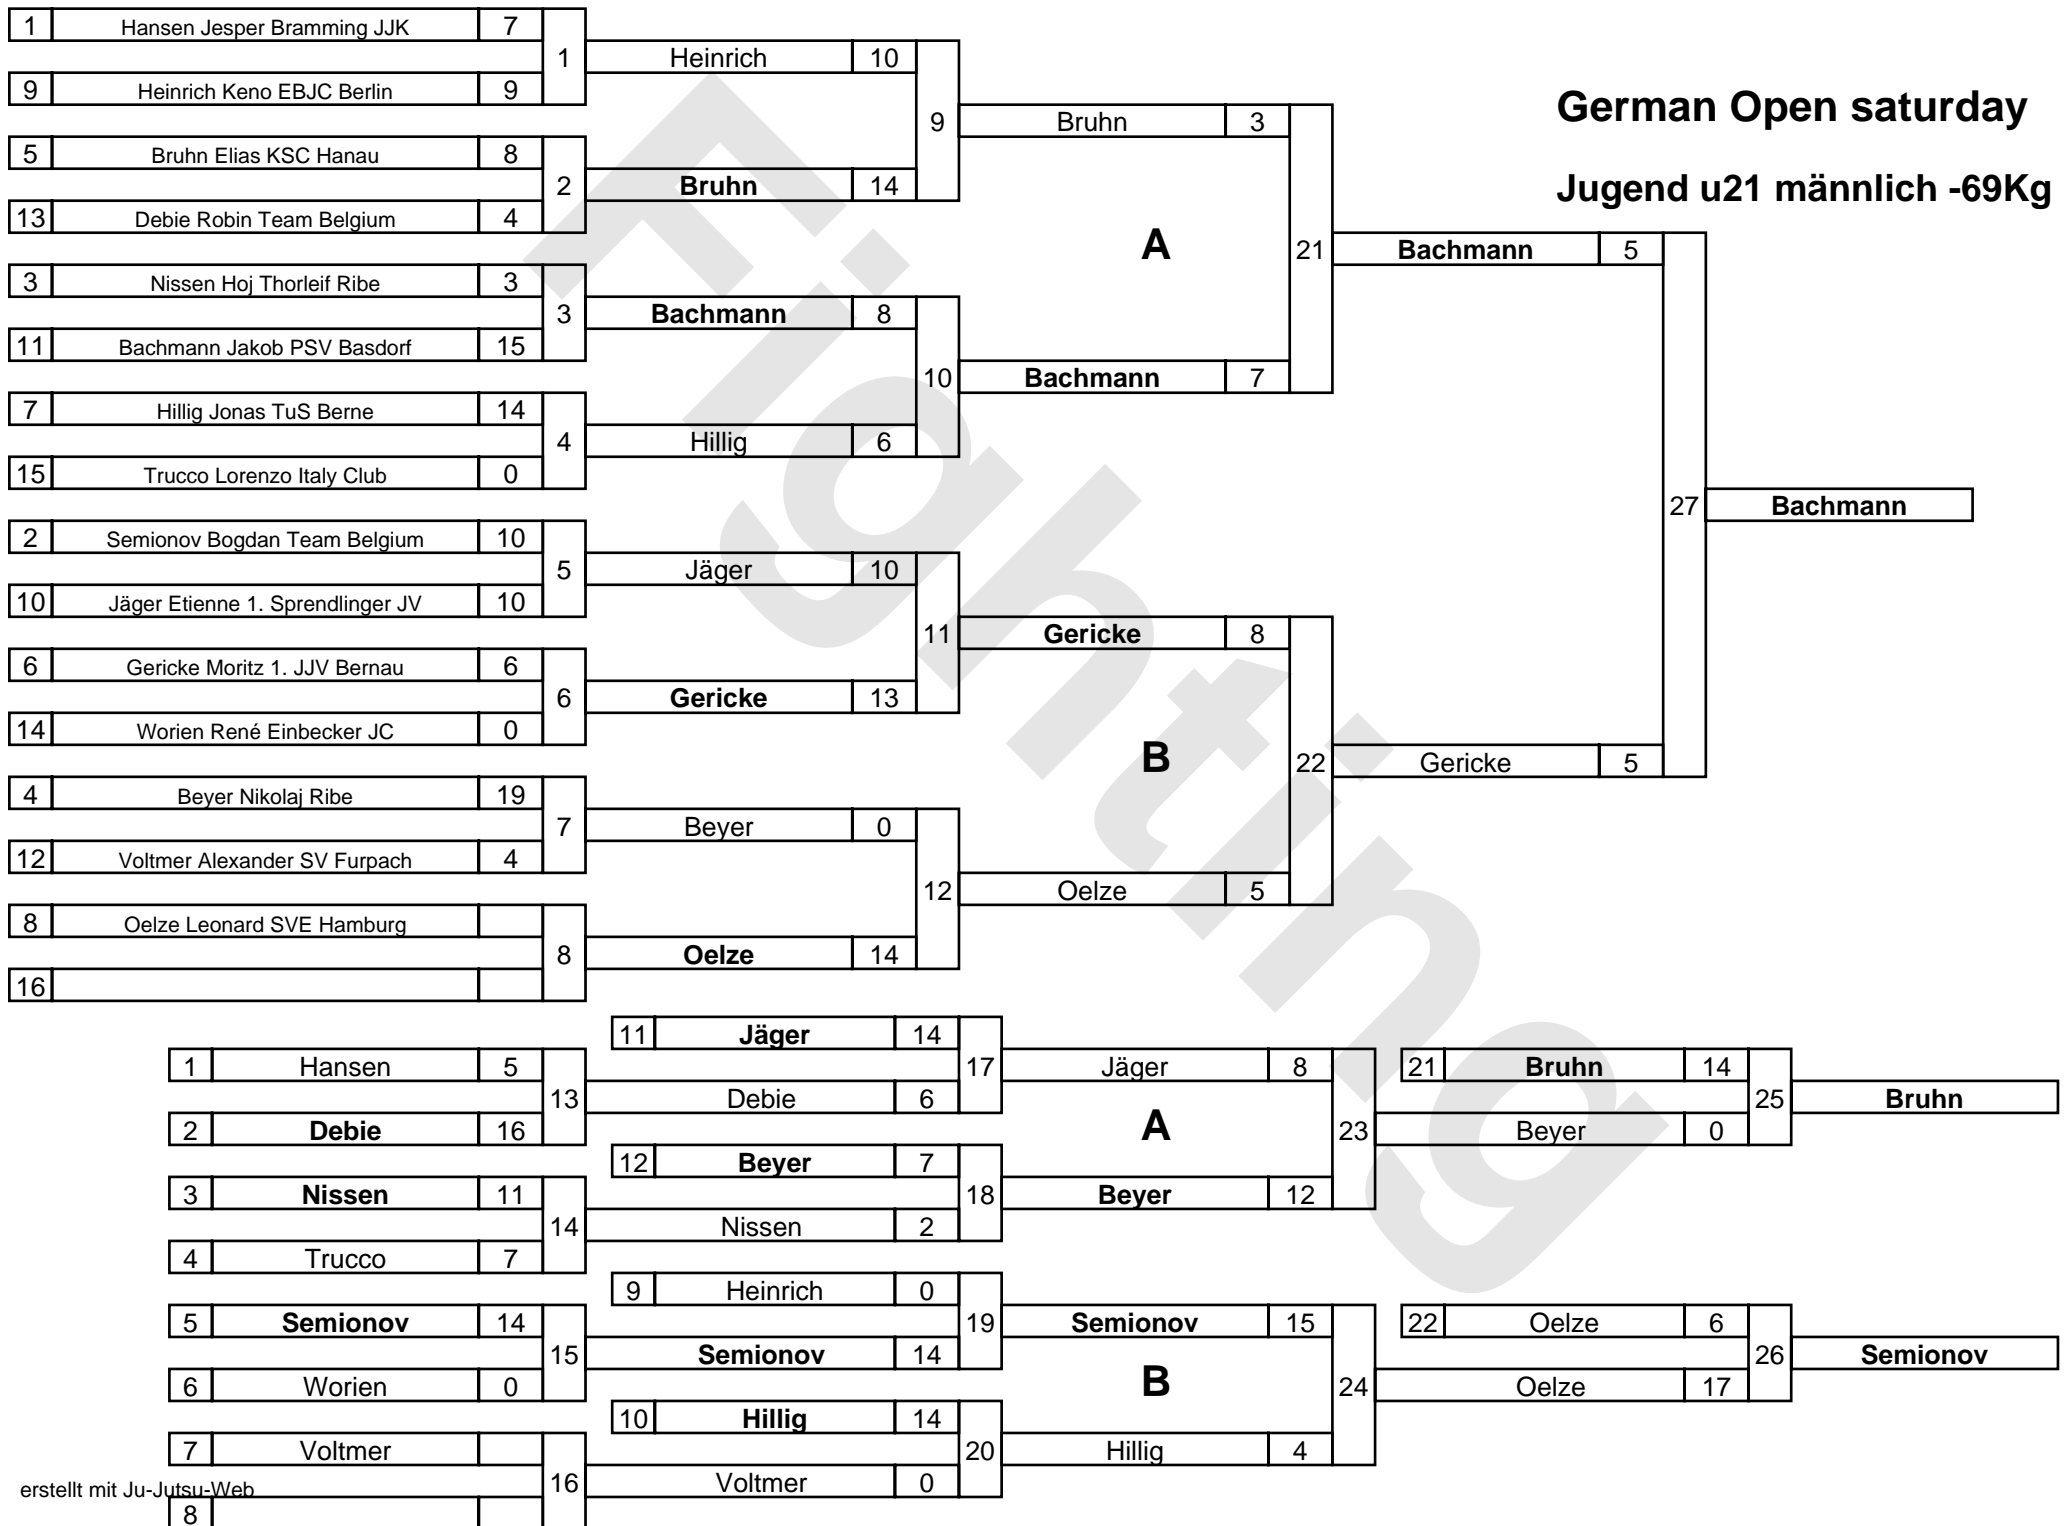 German Open saturday
Jugend u21 männlich -69Kg
1 Hansen Jesper Bramming JJK 7
1
Heinrich 10
9 Heinrich Keno EBJC Berlin 9
9
Bruhn 3
5 Bruhn Elias KSC Hanau 8
2
Bruhn 14
13 Debie Robin Team Belgium 4
A
21
Bachmann 5
3 Nissen Hoj Thorleif Ribe 3
3
Bachmann 8
11 Bachmann Jakob PSV Basdorf 15
10
Bachmann 7
7 Hillig Jonas TuS Berne 14
4
Hillig 6
15 Trucco Lorenzo Italy Club 0
27
Bachmann
2 Semionov Bogdan Team Belgium 10
5
Jäger 10
10 Jäger Etienne 1. Sprendlinger JV 10
11
Gericke 8
6 Gericke Moritz 1. JJV Bernau 6
6
Gericke 13
14 Worien René Einbecker JC 0
B
22
Gericke 5
4 Beyer Nikolaj Ribe 19
7
Beyer 0
12 Voltmer Alexander SV Furpach 4
12
Oelze 5
8 Oelze Leonard SVE Hamburg
8
Oelze 14
16
11 Jäger 14
1 Hansen 5
17
Jäger 8
21 Bruhn 14
13
Debie 6
25
Bruhn
2 Debie 16
A
23
Beyer 0
12 Beyer 7
3 Nissen 11
18
Beyer 12
14
Nissen 2
4 Trucco 7
9 Heinrich 0
5 Semionov 14
19
Semionov 15
22 Oelze 6
15
Semionov 14
26
Semionov
6 Worien 0
B
24
Oelze 17
10 Hillig 14
7 Voltmer
20
Hillig 4
16
Voltmer 0
erstellt mit Ju-Jutsu-Web
8
Fighting